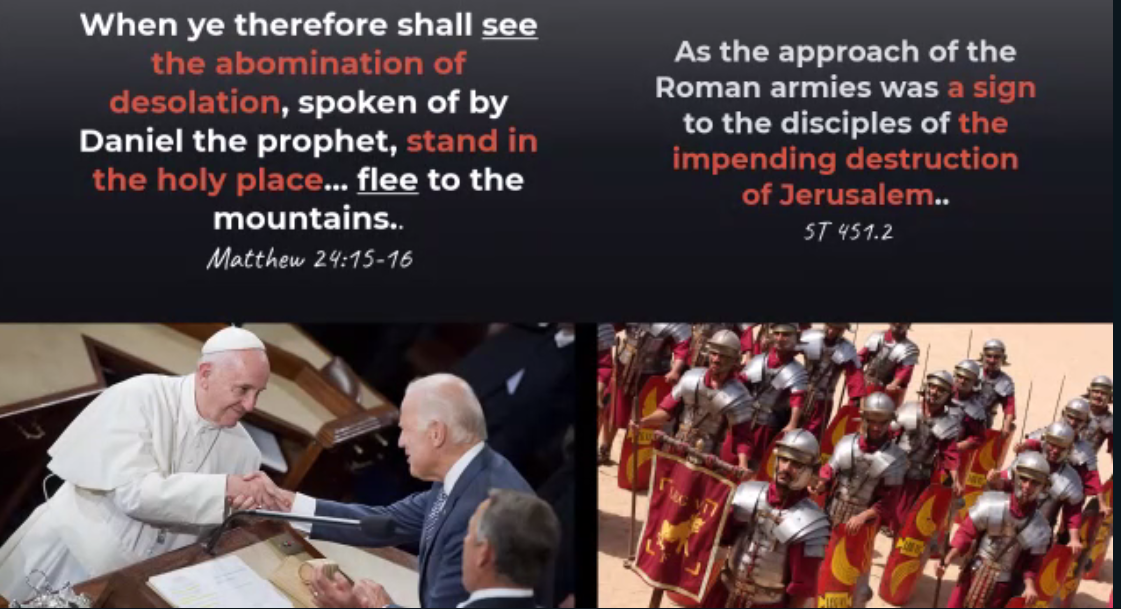 When ye therefore shall see
the abomination of
desolation, spoken of by
Daniel the prophet, stand in
the holy place... flee to the
mountains..
Matthew 24:15-16
As the approach of the
Roman armies was a sign
to the disciples of the
impending destruction
of Jerusalem..
ST 451.2